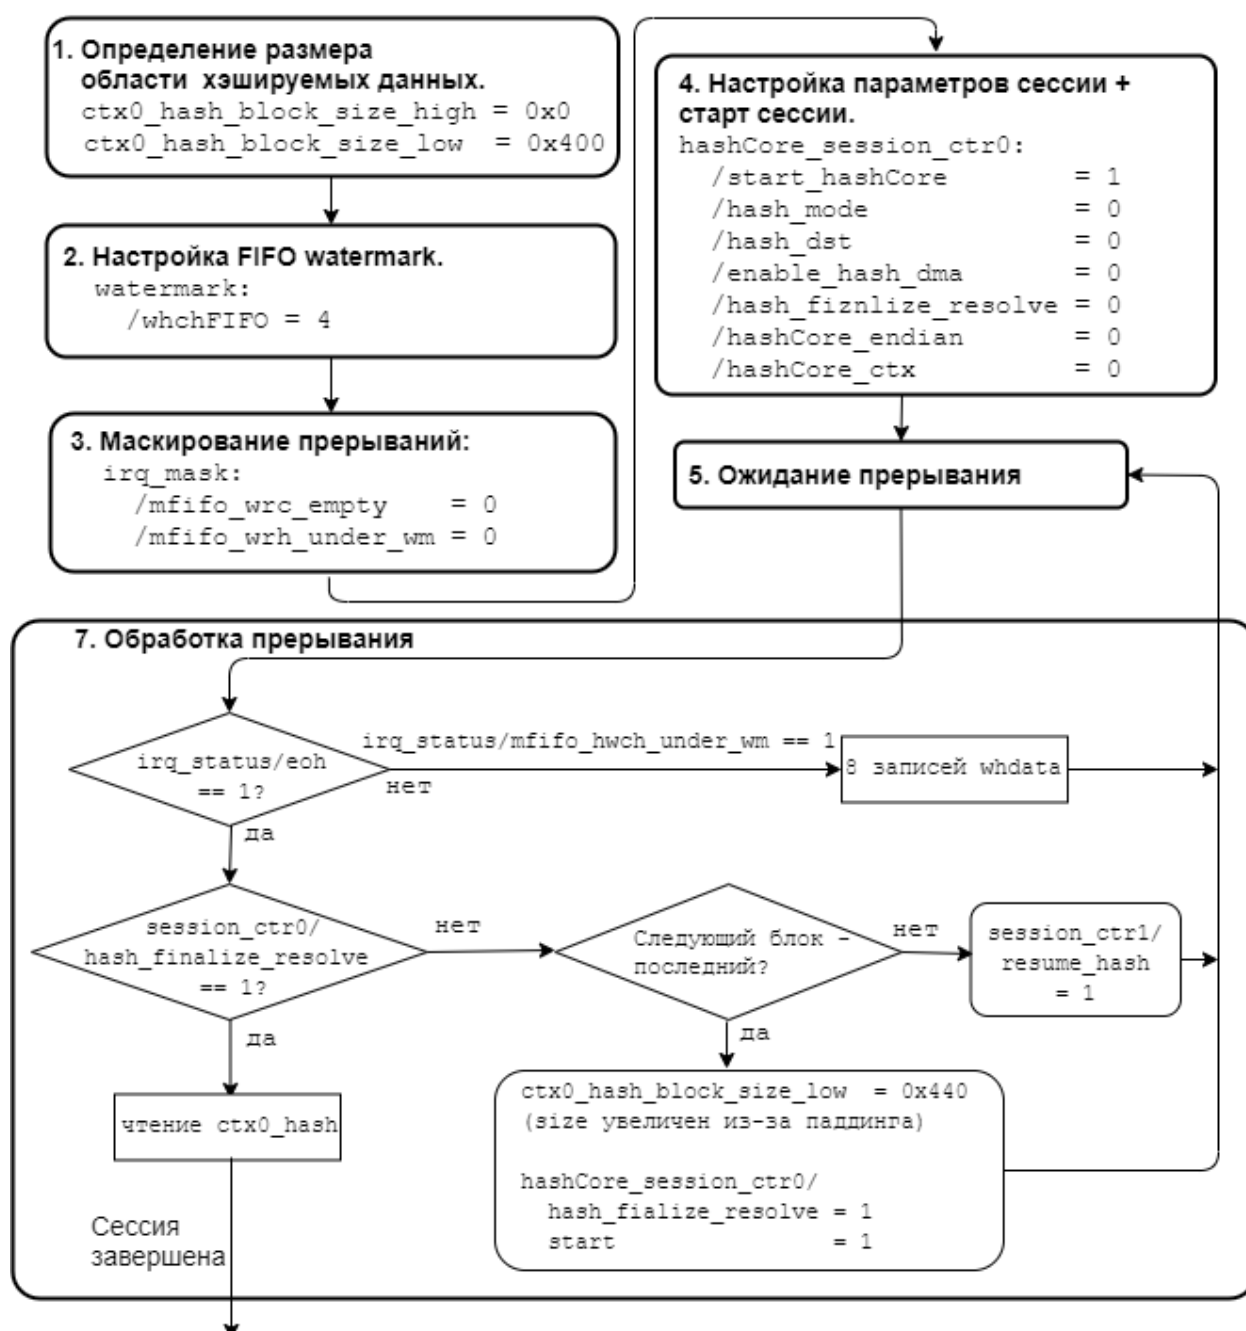 1. Определение размера
области хэшируемых данных.
ctx0_hash_block_size_high = 0x0
ctx0_hash_block_size_low = 0x400
2. Настройка FIFO watermark.
watermark:
/whchFIFO = 4
3. Маскирование прерываний:
irq_mask:
/mfifo_wrc_empty = 0
/mfifo_wrh_under_wm = 0
4. Настройка параметров сессии +
старт сессии.
hashCore_session_ctr0:
/start_hashCore = 1
/hash_mode = 0
/hash_dst = 0
/enable_hash_dma = 0
/hash_fiznlize_resolve = 0
/hashCore_endian = 0
/hashCore_ctx = 0
5. Ожидание прерывания
7. Обработка прерывания
irq_status/eoh
== 1?
irq_status/mfifo_hwch_under_wm == 1
нет
8 записей whdata
да
session_ctr0/
hash_finalize_resolve
== 1?
нет
Следующий блок -
последний?
нет
session_ctr1/
resume_hash
= 1
да
да
чтение ctx0_hash
ctx0_hash_block_size_low = 0x440
(size увеличен из-за паддинга)
hashCore_session_ctr0/
hash_fialize_resolve = 1
start = 1
Сессия
завершена